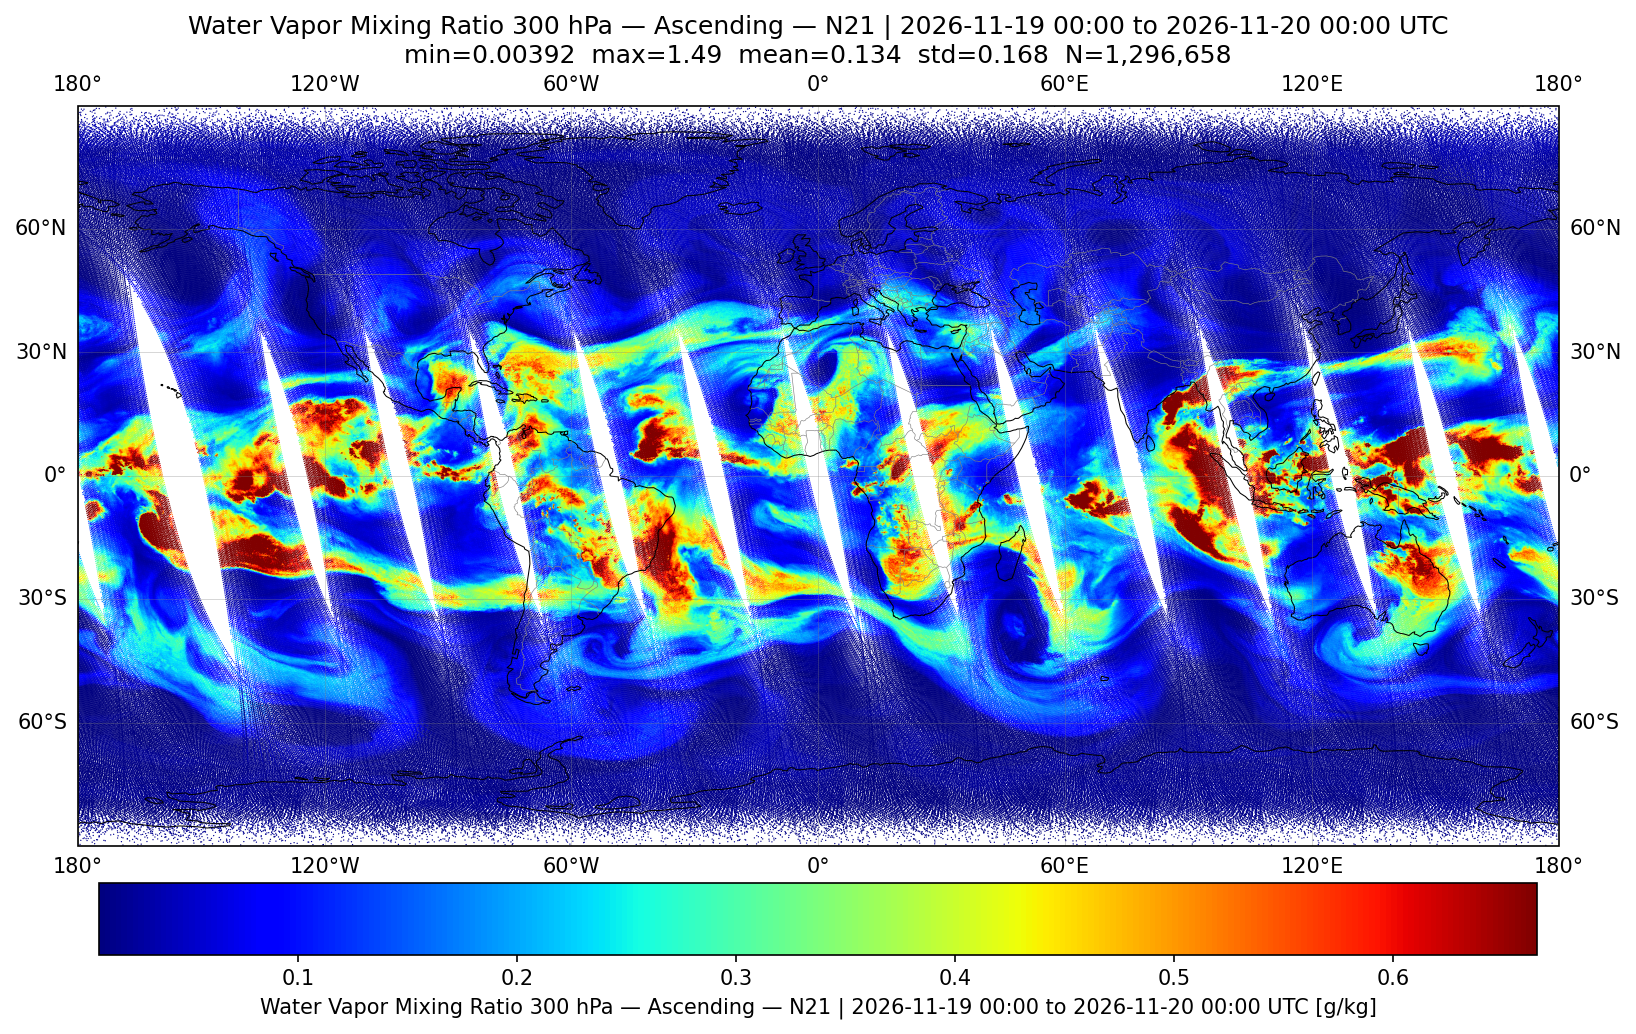 Water Vapor Mixing Ratio 300 hPa — Ascending — N21 | 2026-11-19 00:00 to 2026-11-20 00:00 UTC
min=0.00392  max=1.49  mean=0.134  std=0.168  N=1,296,658
180° 120°W 60°W 0° 60°E 120°E 180°
60°N 60°N
30°N 30°N
0° 0°
30°S 30°S
60°S 60°S
180° 120°W 60°W 0° 60°E 120°E 180°
0.1 0.2 0.3 0.4 0.5 0.6
Water Vapor Mixing Ratio 300 hPa — Ascending — N21 | 2026-11-19 00:00 to 2026-11-20 00:00 UTC [g/kg]